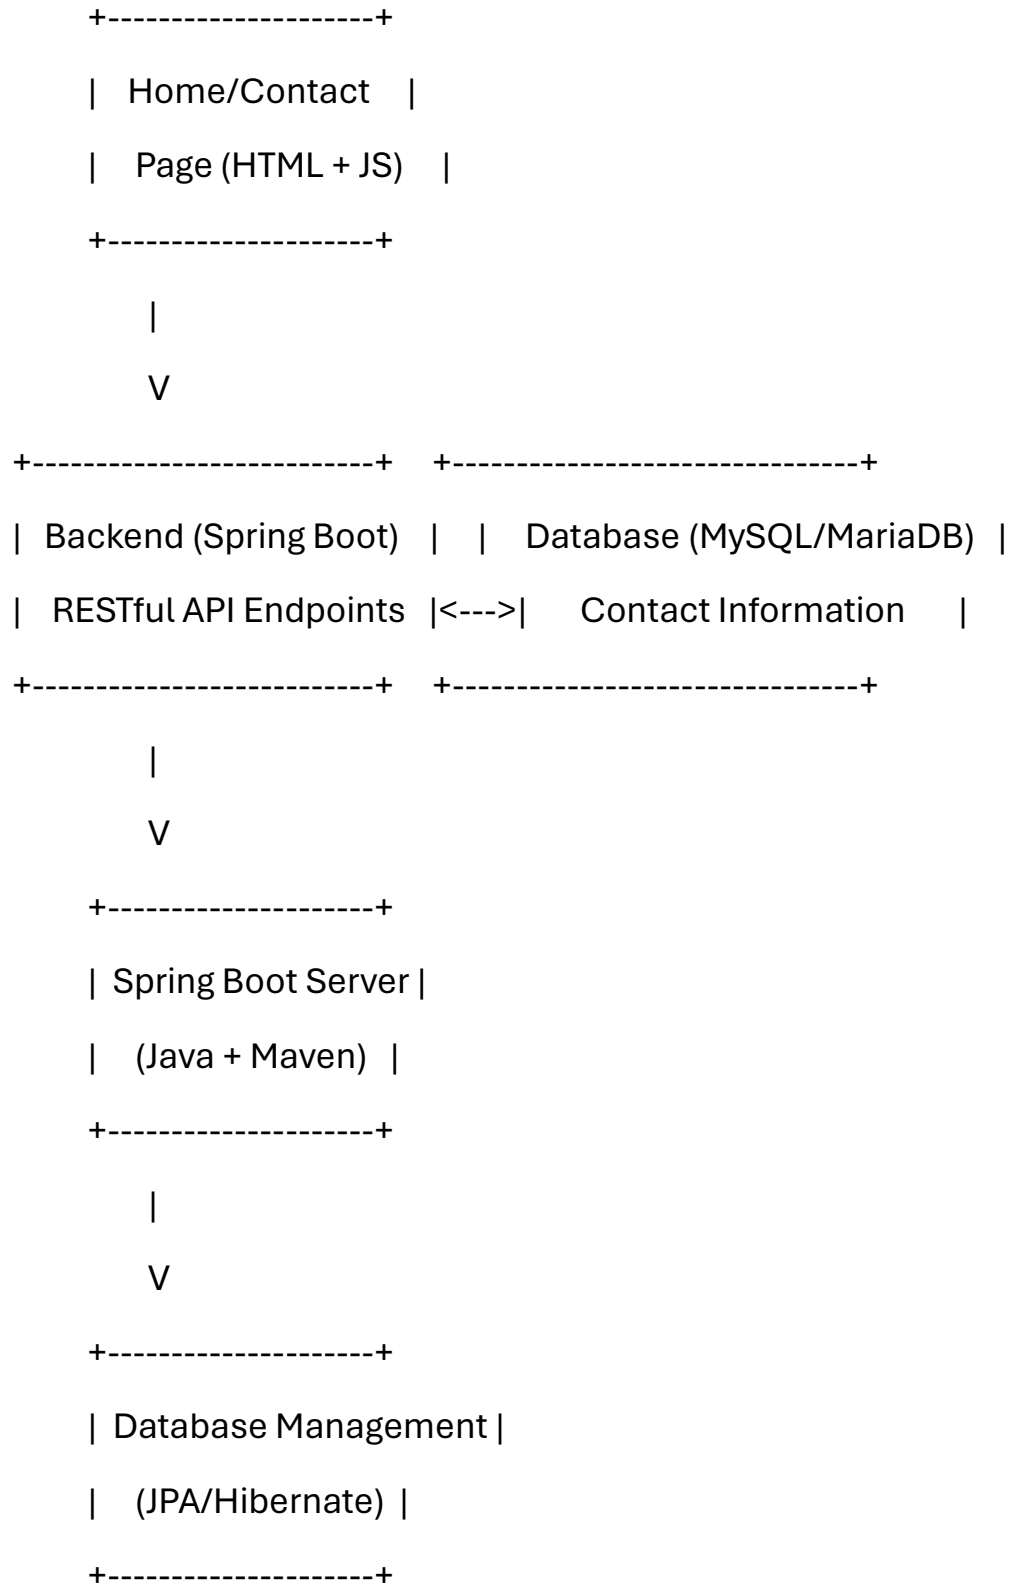 +---------------------+
| Home/Contact |
| Page (HTML + JS) |
+---------------------+
|
V
+---------------------------+ +--------------------------------+
| Backend (Spring Boot) | | Database (MySQL/MariaDB) |
| RESTful API Endpoints |<--->| Contact Information |
+---------------------------+ +--------------------------------+
|
V
+---------------------+
| Spring Boot Server |
| (Java + Maven) |
+---------------------+
|
V
+---------------------+
| Database Management |
| (JPA/Hibernate) |
+---------------------+